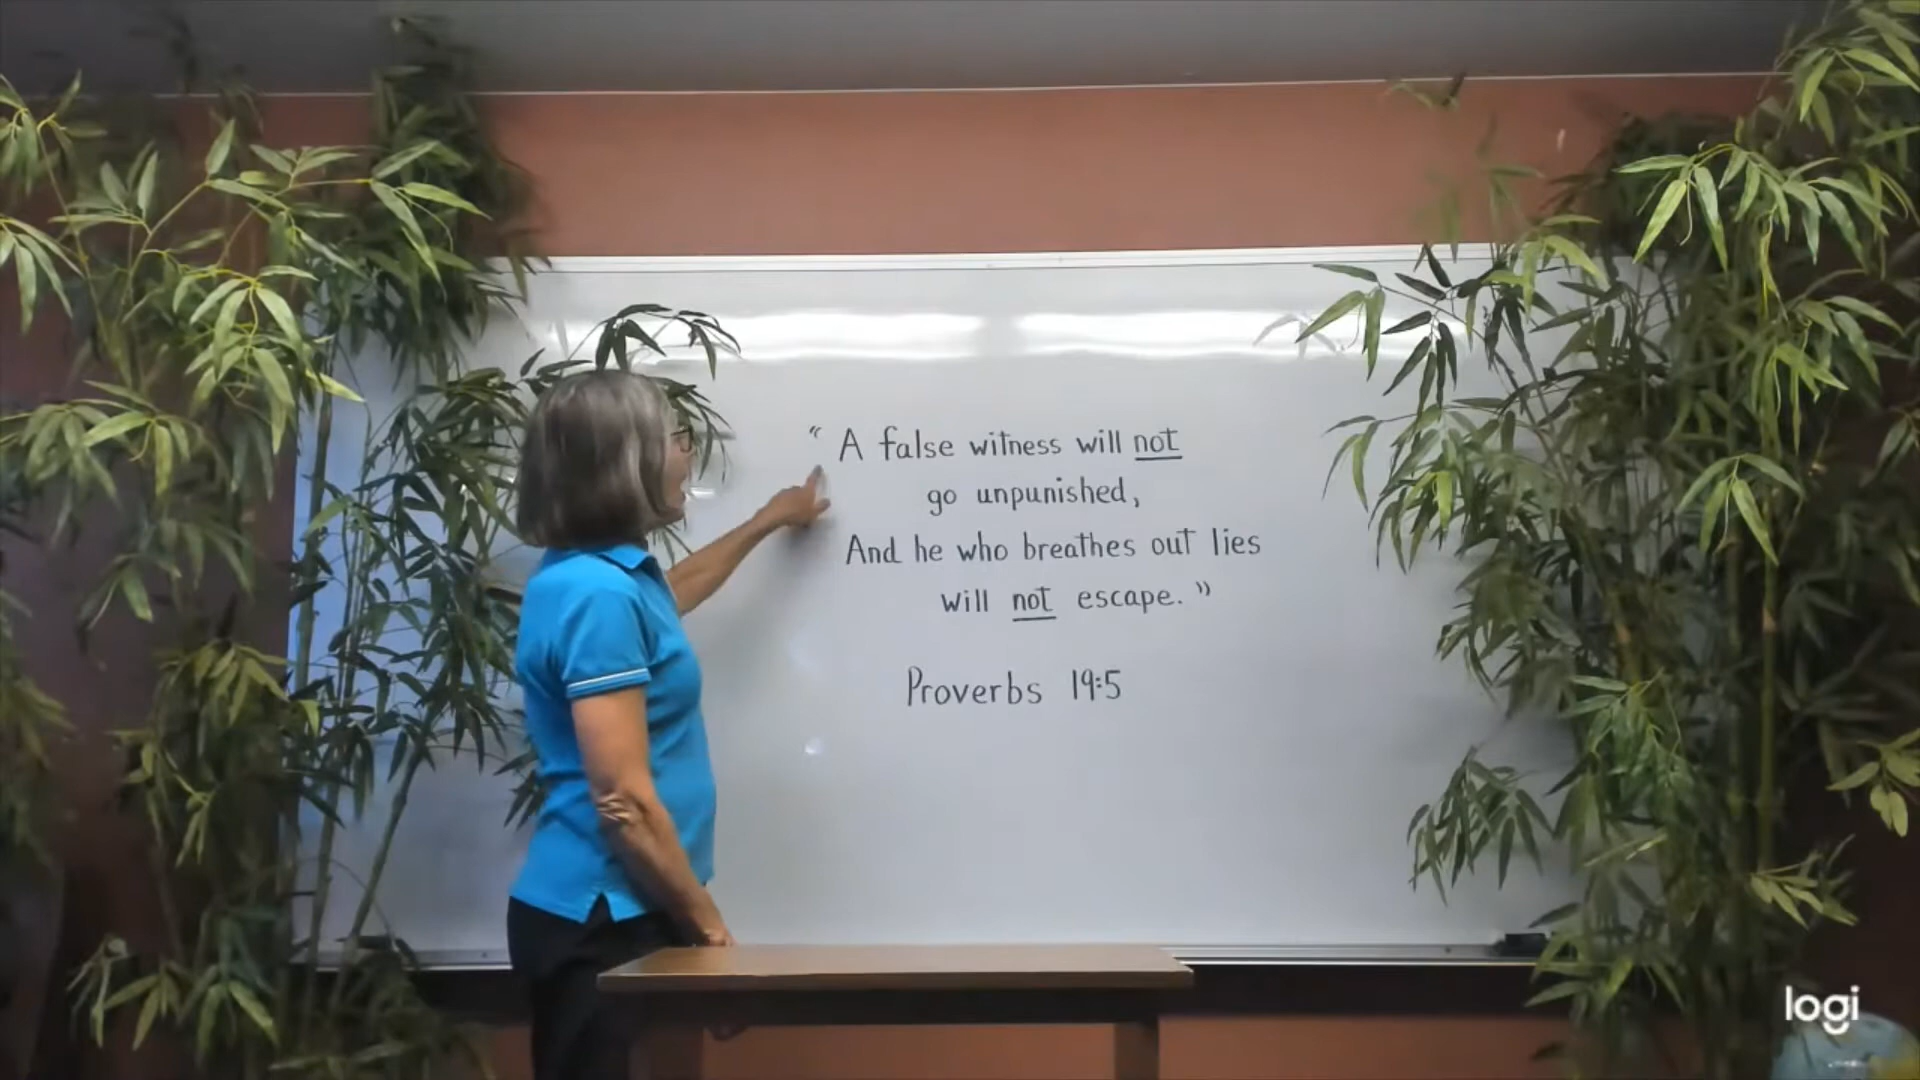 “ A false witness will not
go unpunished,
And he who breathes out lies
will not escape. ”
Proverbs 19:5
logi